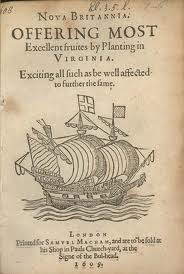 NOVA BRITANNIA.
OFFERING MOST
Excellent fruites by Planting in
VIRGINIA.
Exciting all such as be well affected
to further the same.
LONDON
Printed for SAMVEL MACHAM, and are to be sold at
his Shop in Pauls Church-yard, at the
Signe of the Bul-head.
1609.